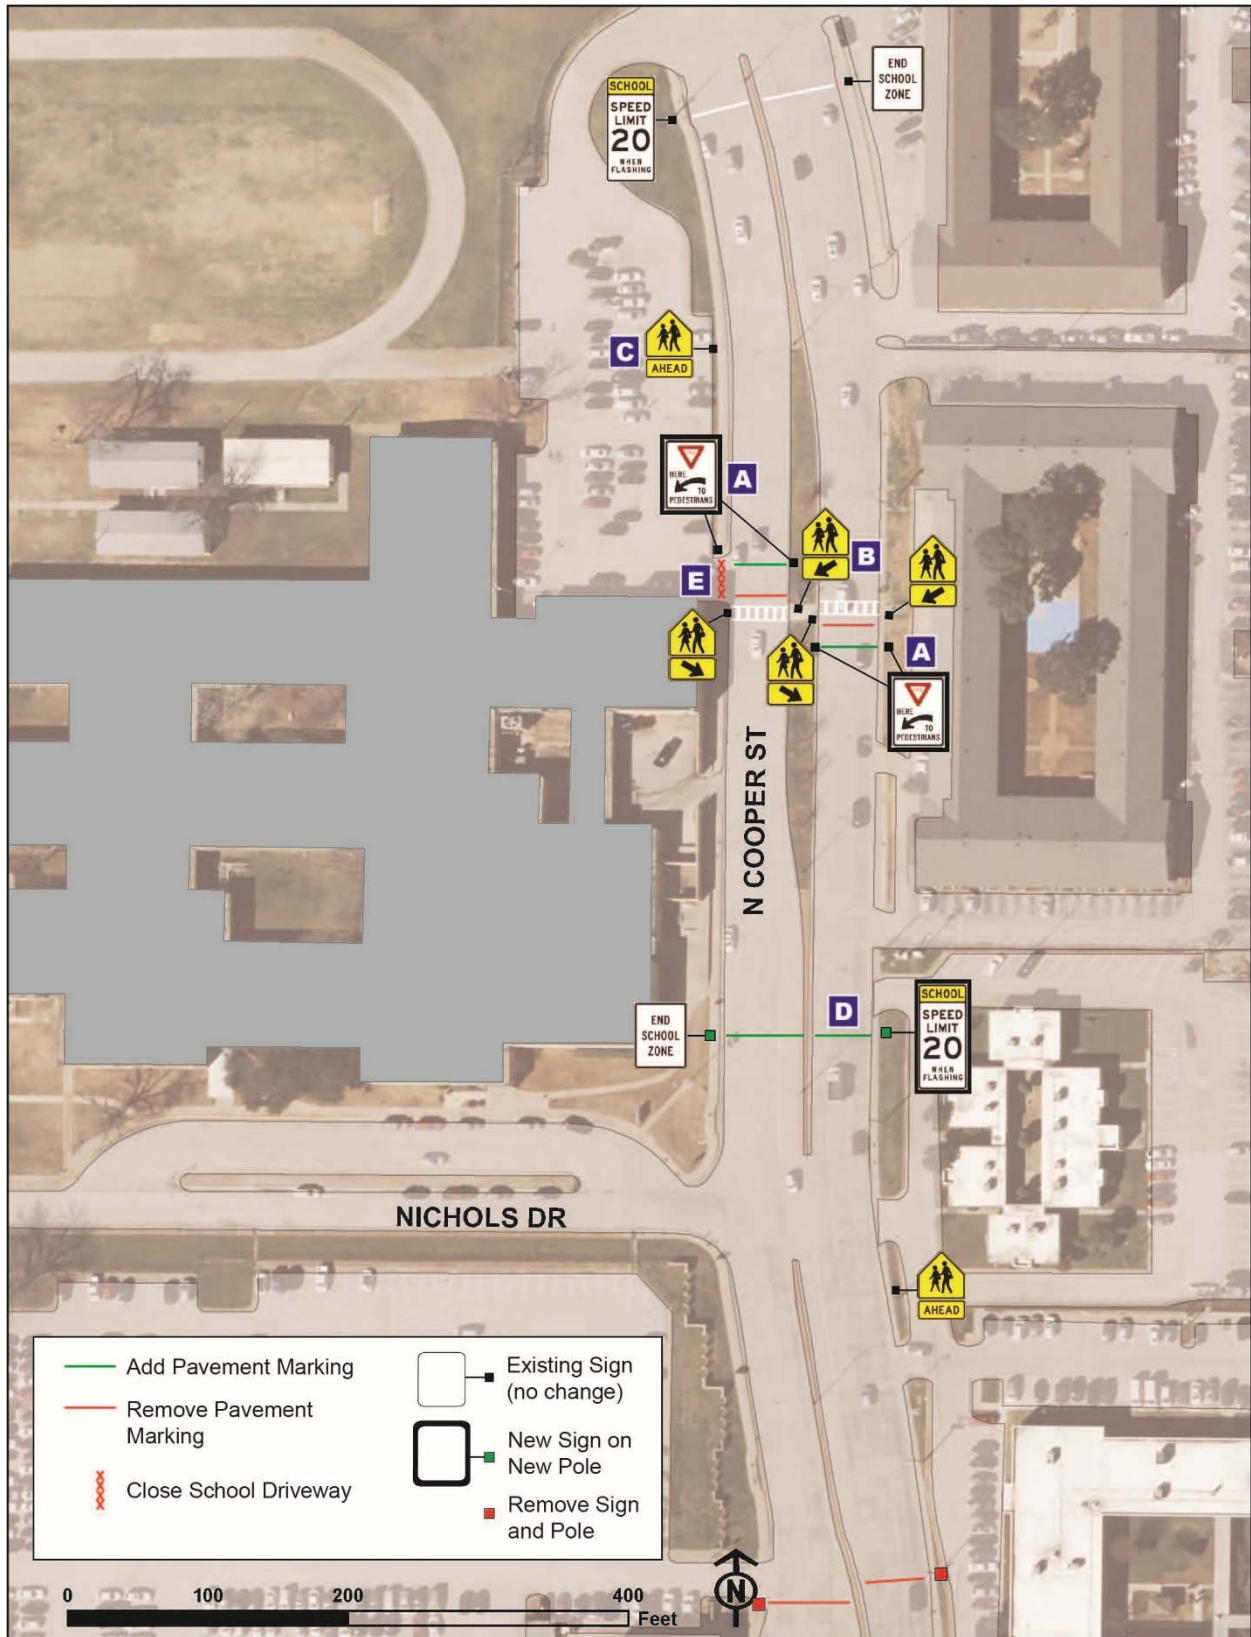 SCHOOL
SPEED
LIMIT
20
WHEN
FLASHING
END
SCHOOL
ZONE
C
AHEAD
HERE
TO
PEDESTRIANS
A
B
E
A
HERE
TO
PEDESTRIANS
N COOPER ST
D
END
SCHOOL
ZONE
SCHOOL
SPEED
LIMIT
20
WHEN
FLASHING
NICHOLS DR
AHEAD
Add Pavement Marking
Remove Pavement
Marking
Close School Driveway
Existing Sign
(no change)
New Sign on
New Pole
Remove Sign
and Pole
0 100 200 400
Feet
N